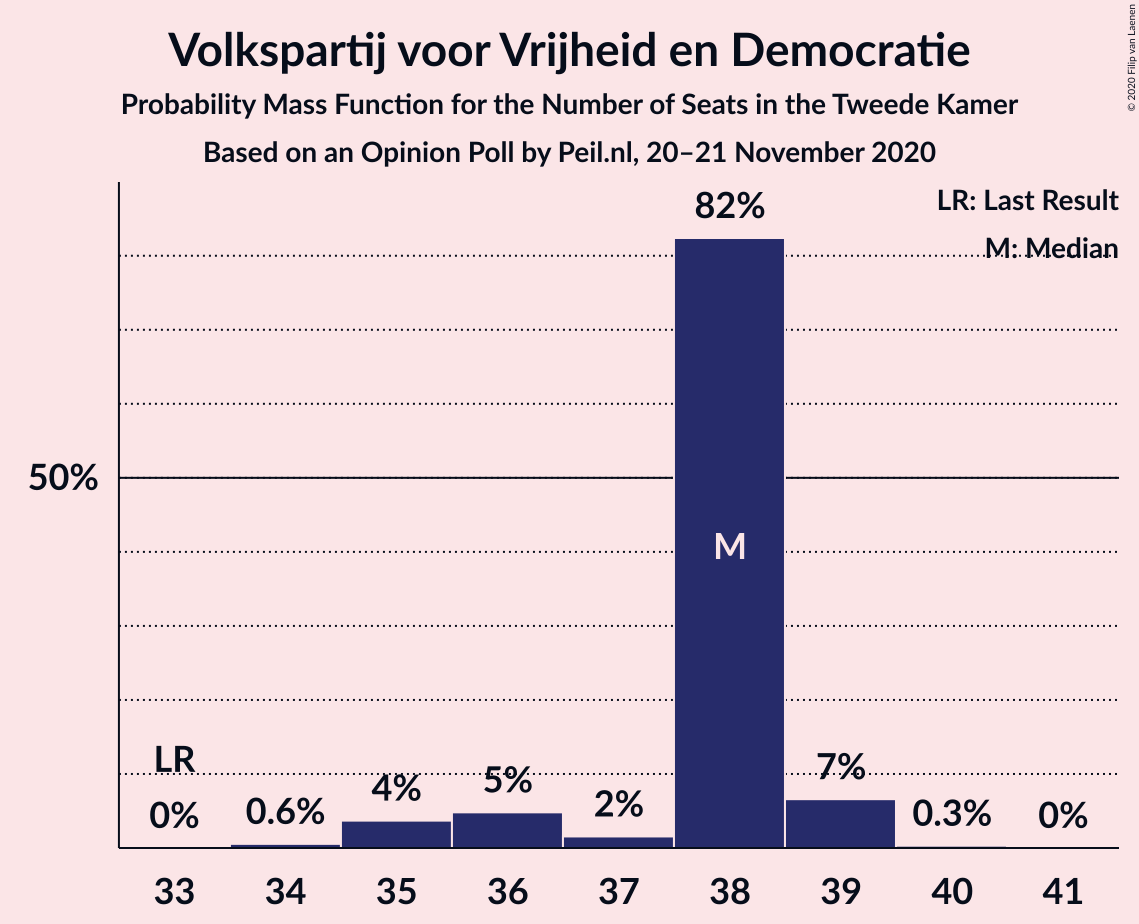 Volkspartij voor Vrijheid en Democratie
Probability Mass Function for the Number of Seats in the Tweede Kamer
Based on an Opinion Poll by Peil.nl, 20–21 November 2020
© 2020 Filip van Laenen
LR: Last Result
M: Median
82%
50%
M
LR
0%
0.6%
4%
5%
2%
7%
0.3%
0%
33 34 35 36 37 38 39 40 41